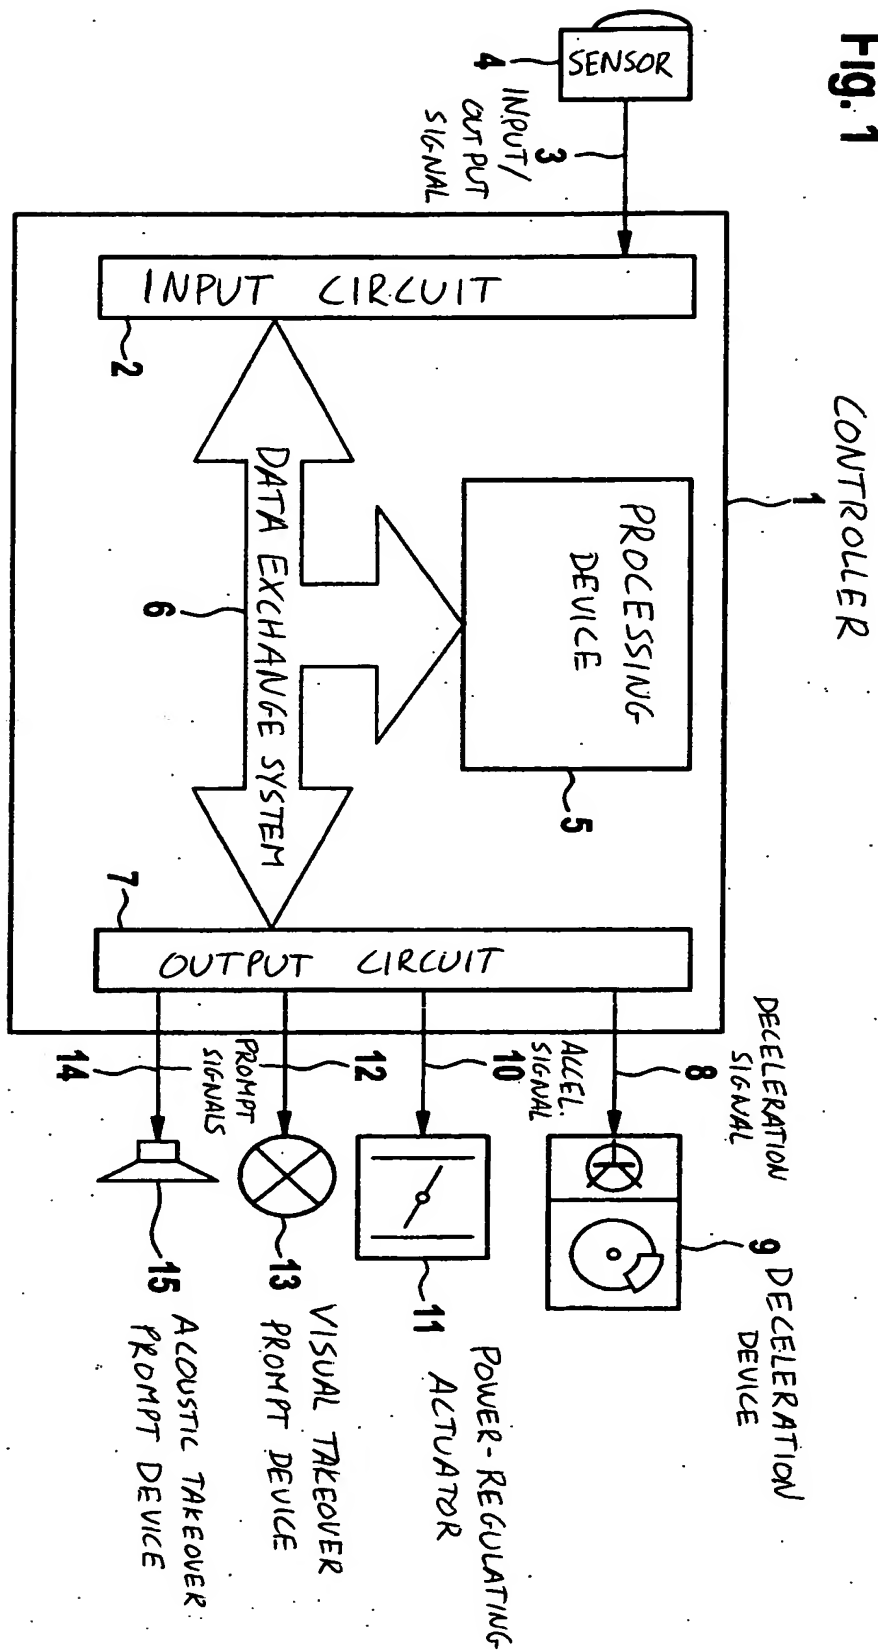 Fig. 1
CONTROLLER
1
SENSOR
4
3
INPUT/
OUTPUT
SIGNAL
INPUT CIRCUIT
2
PROCESSING
DEVICE
5
DATA EXCHANGE SYSTEM
6
OUTPUT CIRCUIT
7
DECELERATION
SIGNAL
8
9
DECELERATION
DEVICE
ACCEL.
SIGNAL
10
11
POWER-REGULATING
ACTUATOR
12
PROMPT
SIGNALS
14
13
VISUAL TAKEOVER
PROMPT DEVICE
15
ACOUSTIC TAKEOVER
PROMPT DEVICE